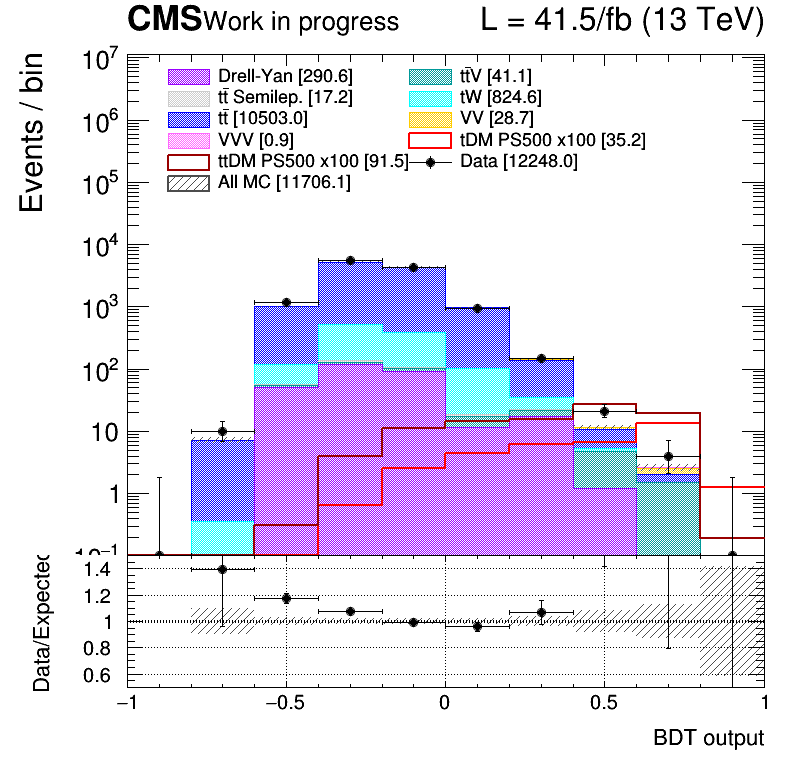 CMS Work in progress L = 41.5/fb (13 TeV)
Events / bin
10⁷
10⁶
10⁵
10⁴
10³
10²
10
1
10⁻¹
Drell-Yan [290.6]
tt̄V [41.1]
tt̄ Semilep. [17.2]
tW [824.6]
tt̄ [10503.0]
VV [28.7]
VVV [0.9]
tDM PS500 x100 [35.2]
ttDM PS500 x100 [91.5]
Data [12248.0]
All MC [11706.1]
Data/Expected
1.4
1.2
1
0.8
0.6
−1 −0.5 0 0.5 1
BDT output